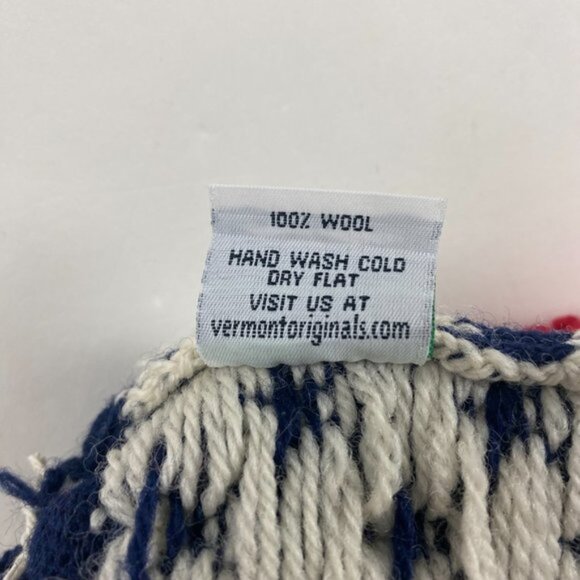 100% WOOL
HAND WASH COLD
DRY FLAT
VISIT US AT
vermontoriginals.com